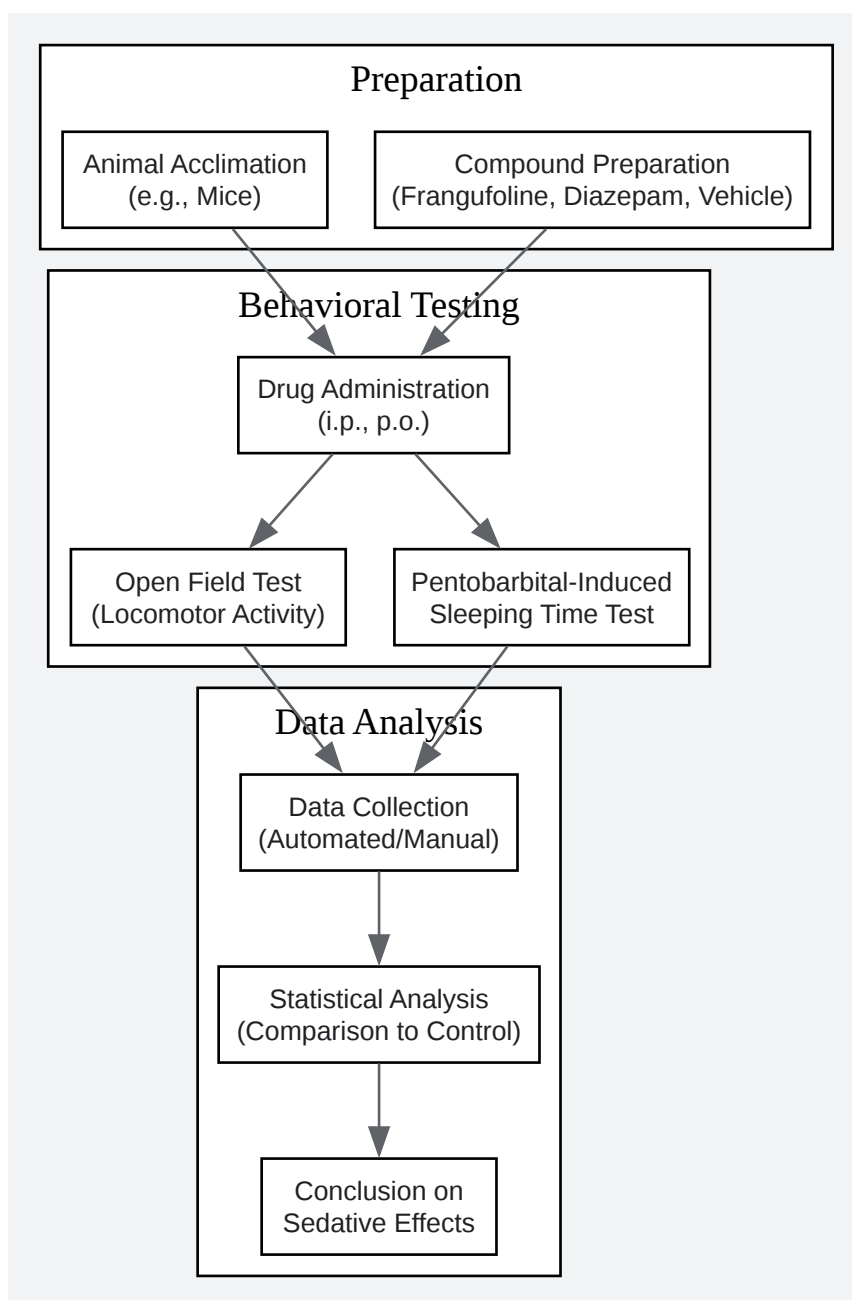 Preparation
Animal Acclimation
(e.g., Mice)
Compound Preparation
(Frangufoline, Diazepam, Vehicle)
Behavioral Testing
Drug Administration
(i.p., p.o.)
Open Field Test
(Locomotor Activity)
Pentobarbital-Induced
Sleeping Time Test
Data Analysis
Data Collection
(Automated/Manual)
Statistical Analysis
(Comparison to Control)
Conclusion on
Sedative Effects